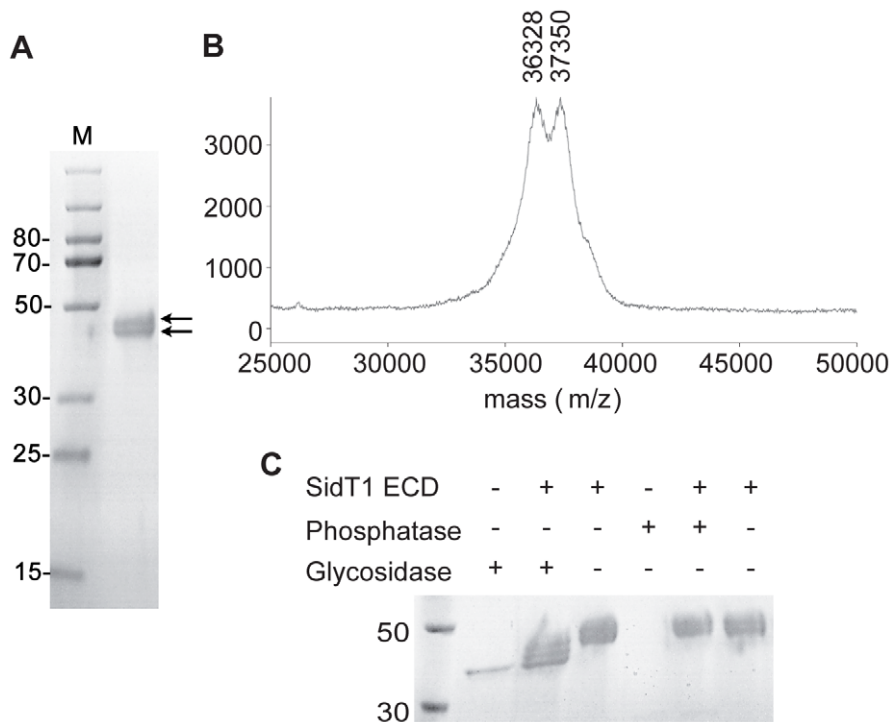 A
M
80-
70-
50-
30-
25-
15-
B
36328
37350
3000
2000
1000
0
25000 30000 35000 40000 45000 50000
mass ( m/z)
C
SidT1 ECD - + + - + +
Phosphatase - - - + + -
Glycosidase + + - - - -
50
30